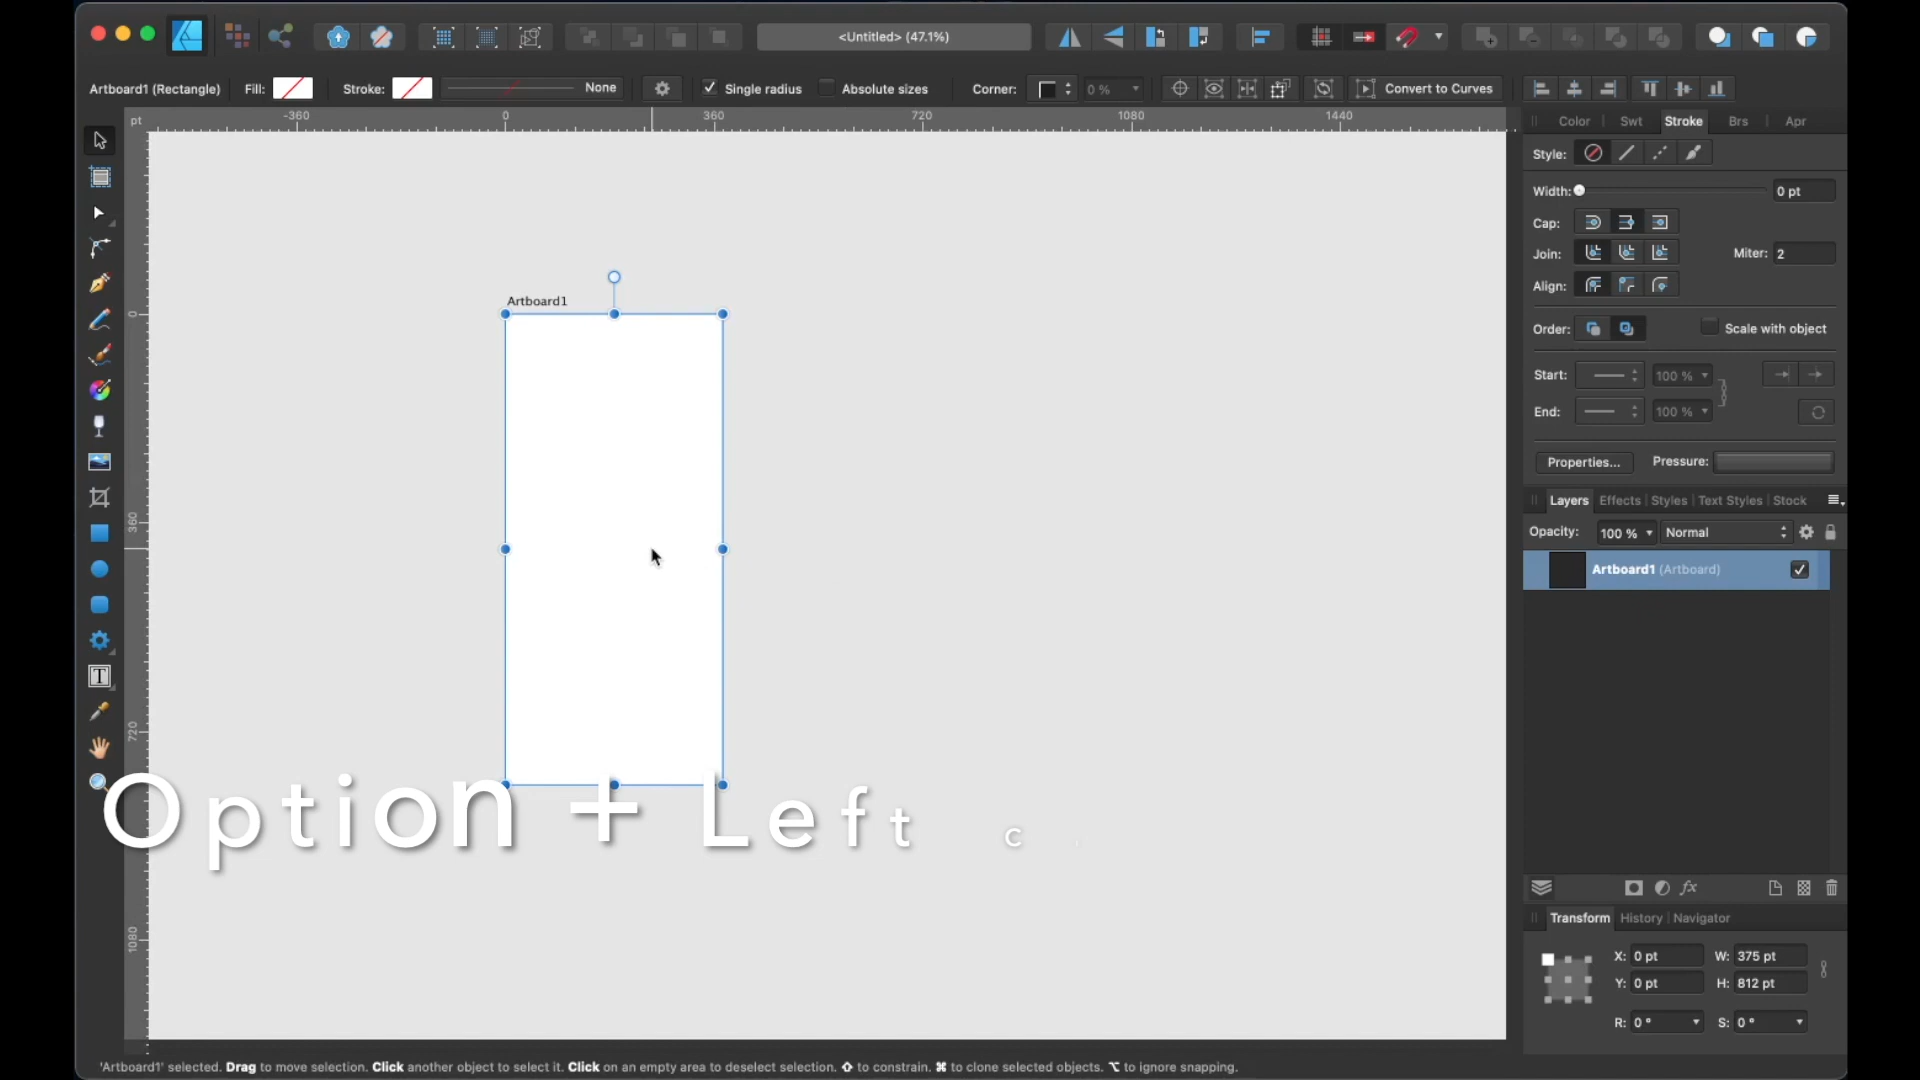 <Untitled> (47.1%)
Artboard1 (Rectangle) Fill: Stroke: None Single radius Absolute sizes Corner: 0 % Convert to Curves
pt -360 0 360 720 1080 1440
0
360
720
1080
Artboard1
Option + Left c
Color Swt Stroke Brs Apr
Style:
Width: 0 pt
Cap:
Join: Miter: 2
Align:
Order: Scale with object
Start: 100 %
End: 100 %
Properties... Pressure:
Layers Effects Styles Text Styles Stock
Opacity: 100 % Normal
Artboard1 (Artboard)
fx
Transform History Navigator
X: 0 pt W: 375 pt
Y: 0 pt H: 812 pt
R: 0 ° S: 0 °
'Artboard1' selected. Drag to move selection. Click another object to select it. Click on an empty area to deselect selection. ⇧ to constrain. ⌘ to clone selected objects. ⌥ to ignore snapping.